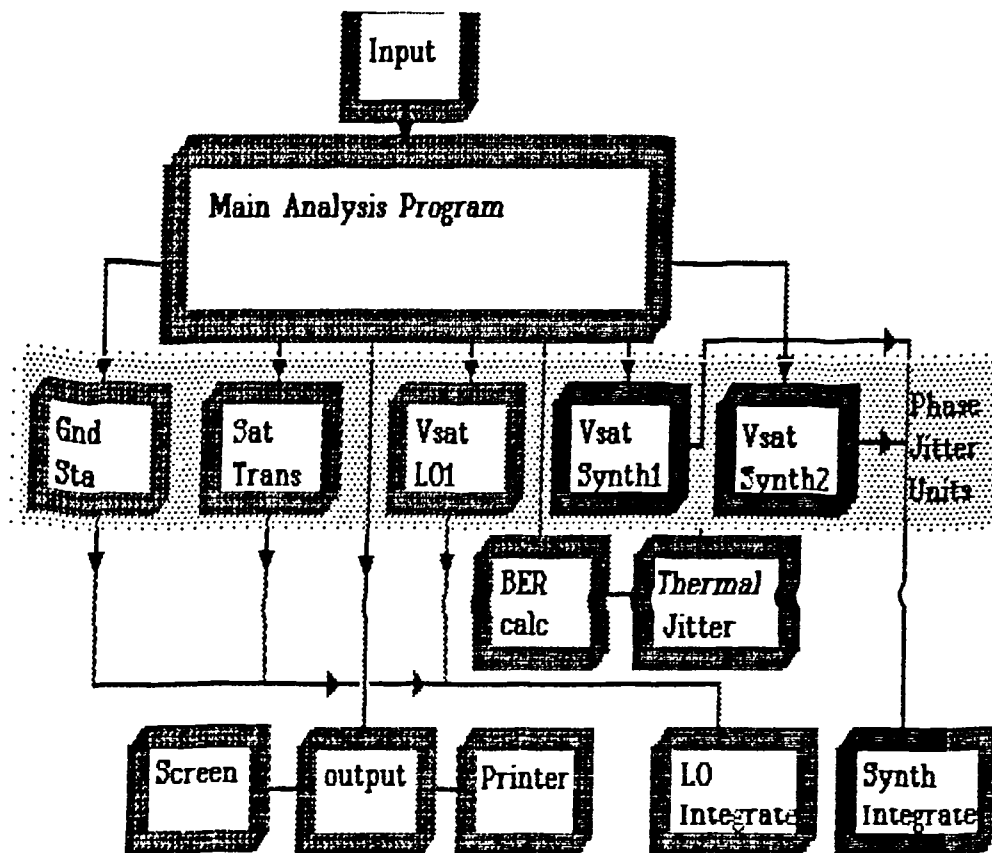 Input
Main Analysis Program
Gnd
Sta
Sat
Trans
Vsat
LO1
Vsat
Synth1
Vsat
Synth2
Phase
Jitter
Units
BER
calc
Thermal
Jitter
Screen
output
Printer
LO
Integrate
Synth
Integrate